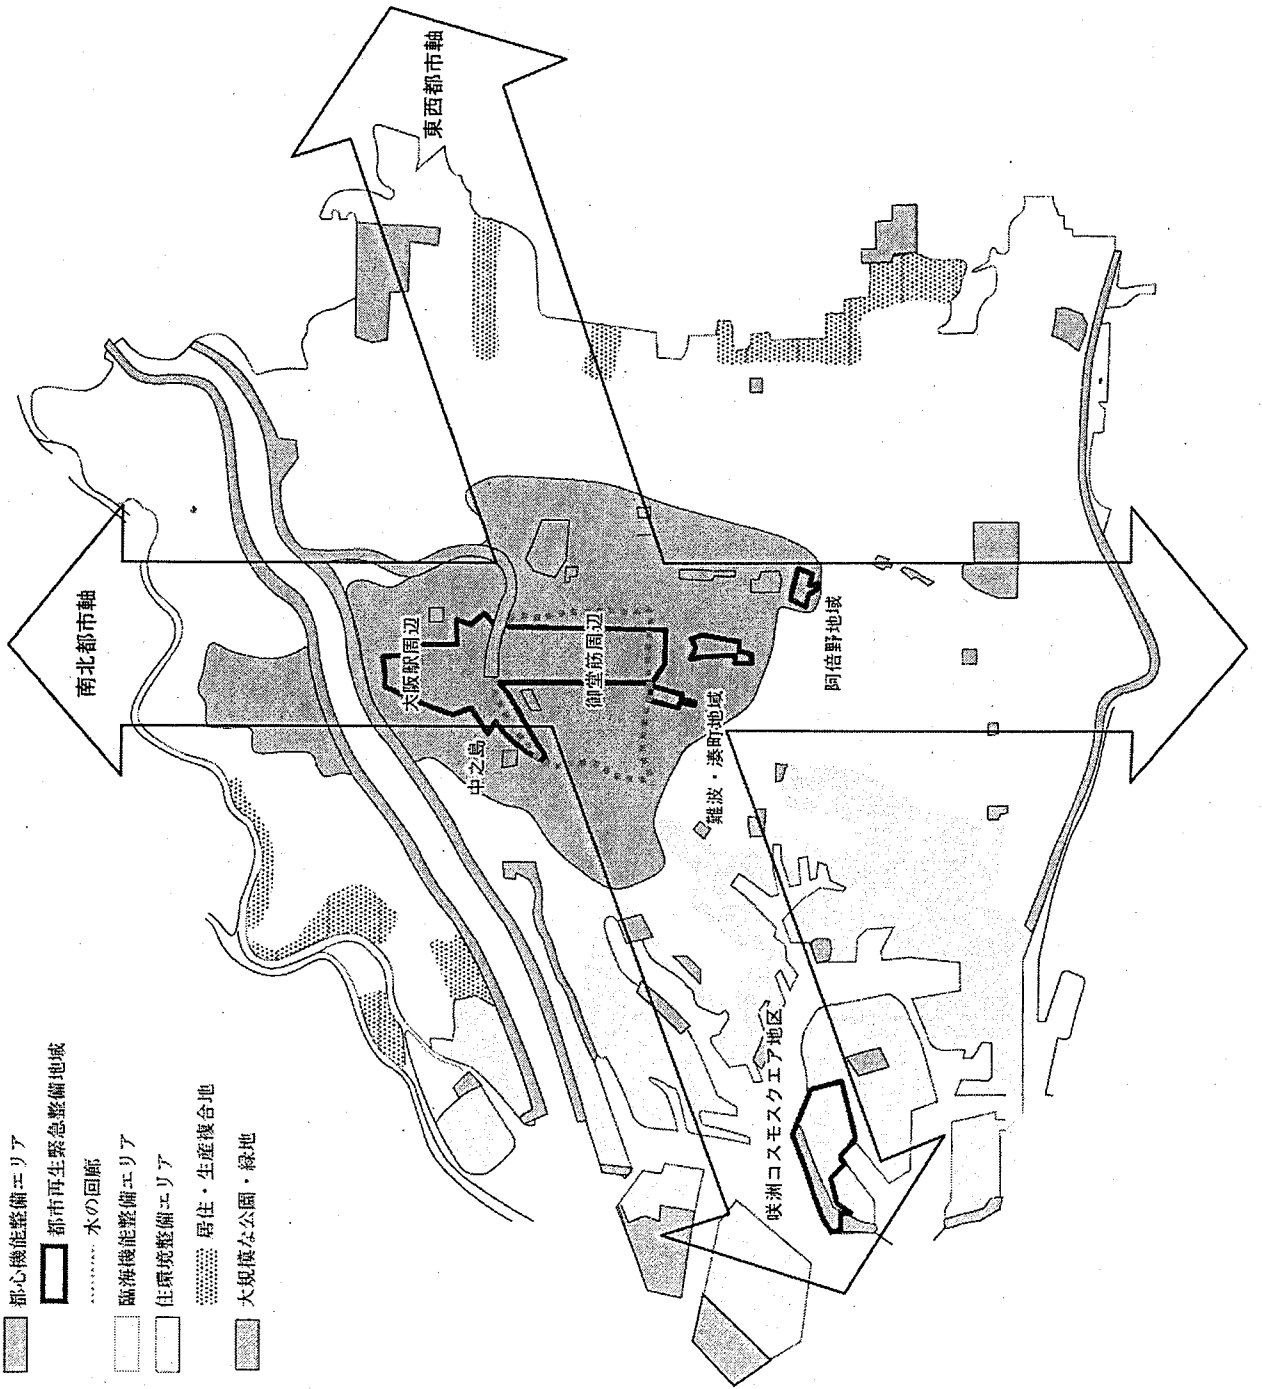 都心機能整備エリア
都市再生緊急整備地域
水の回廊
臨海機能整備エリア
住環境整備エリア
居住・生産複合地
大規模な公園・緑地
南北都市軸
東西都市軸
大阪駅周辺
中之島
御堂筋周辺
難波・湊町地域
阿倍野地域
咲洲コスモスクエア地区